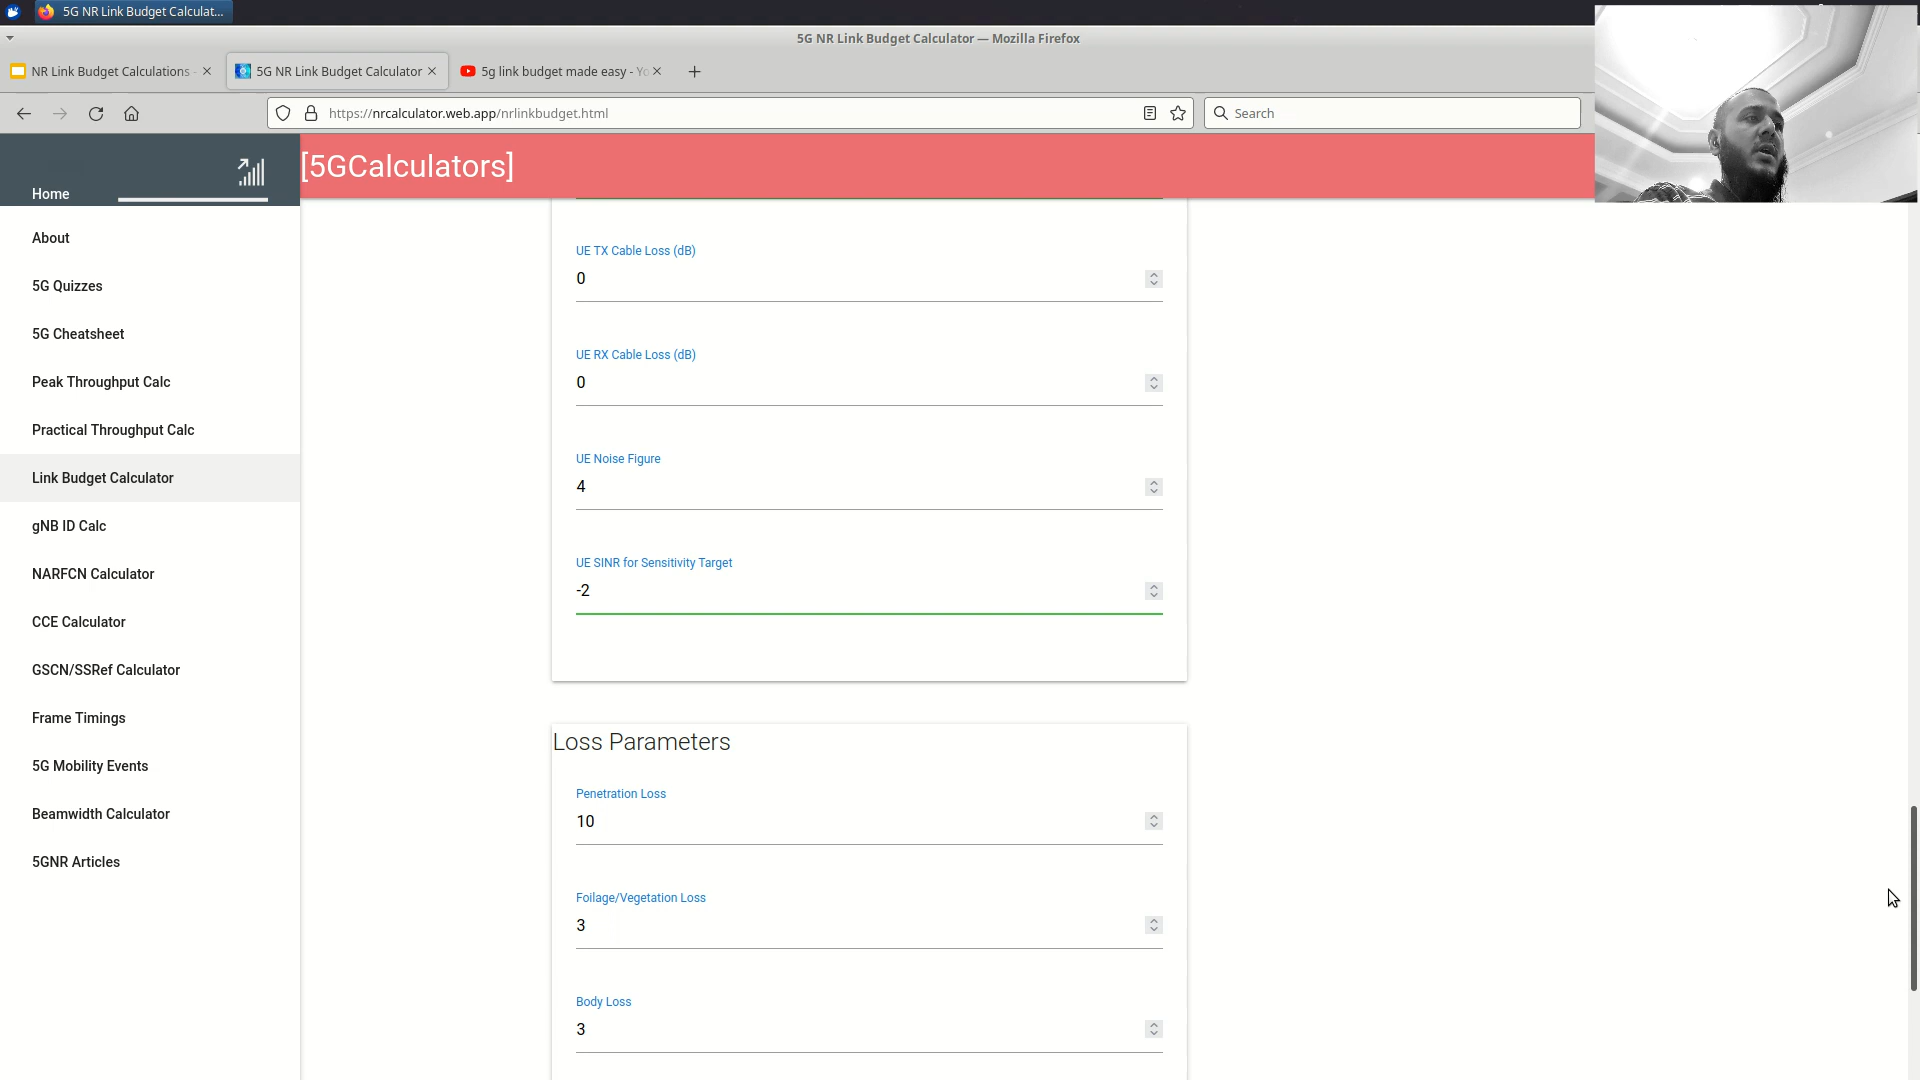 5G NR Link Budget Calculat...
5G NR Link Budget Calculator — Mozilla Firefox
NR Link Budget Calculations -
5G NR Link Budget Calculator
5g link budget made easy - Yo
https://nrcalculator.web.app/nrlinkbudget.html
Search
[5GCalculators]
Home
About
5G Quizzes
5G Cheatsheet
Peak Throughput Calc
Practical Throughput Calc
Link Budget Calculator
gNB ID Calc
NARFCN Calculator
CCE Calculator
GSCN/SSRef Calculator
Frame Timings
5G Mobility Events
Beamwidth Calculator
5GNR Articles
UE TX Cable Loss (dB)
0
UE RX Cable Loss (dB)
0
UE Noise Figure
4
UE SINR for Sensitivity Target
-2
Loss Parameters
Penetration Loss
10
Foilage/Vegetation Loss
3
Body Loss
3